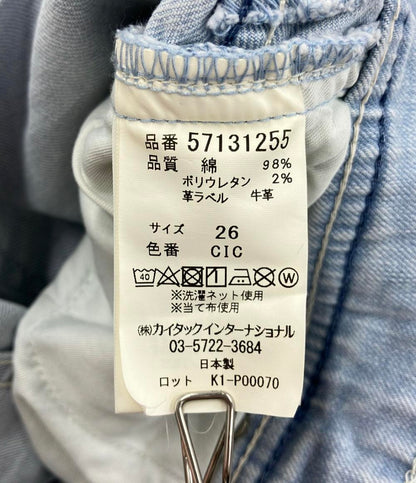 品番 57131255
品質 綿 98%
ポリウレタン 2%
革ラベル 牛革
サイズ 26
色番 CIC
40 W
※洗濯ネット使用
※当て布使用
㈱カイタックインターナショナル
03-5722-3684
日本製
ロット K1-P00070